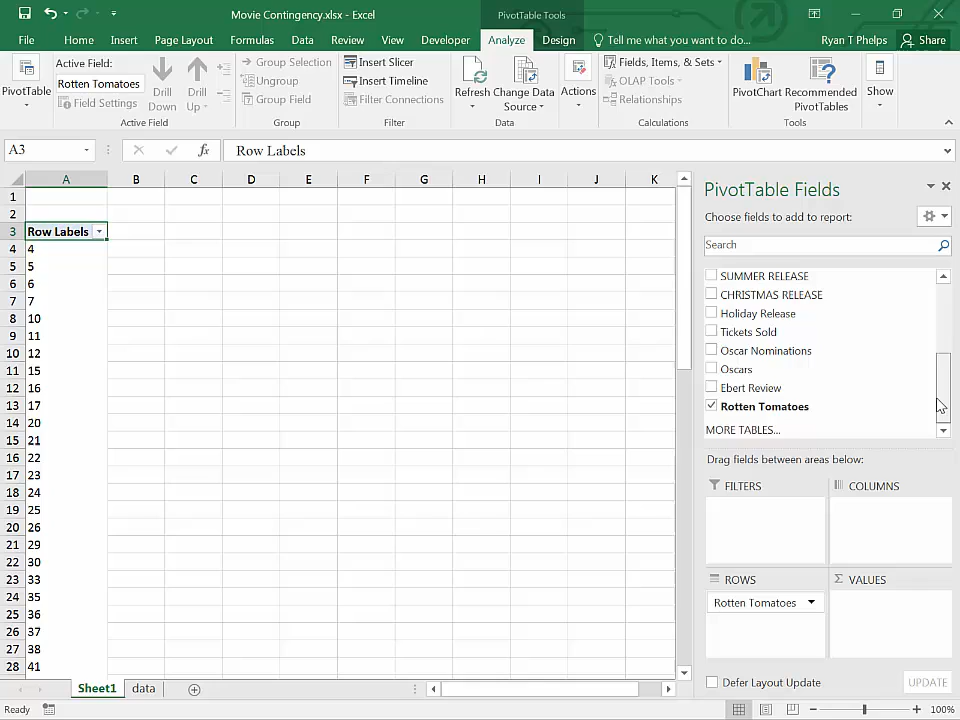 Movie Contingency.xlsx - Excel
PivotTable Tools
File Home Insert Page Layout Formulas Data Review View Developer Analyze Design Tell me what you want to do... Ryan T Phelps Share
PivotTable
Active Field:
Rotten Tomatoes
Field Settings
Drill Down
Drill Up
Active Field
Group Selection
Ungroup
Group Field
Group
Insert Slicer
Insert Timeline
Filter Connections
Filter
Refresh
Change Data Source
Data
Actions
Fields, Items, & Sets
OLAP Tools
Relationships
Calculations
PivotChart
Recommended PivotTables
Tools
Show
A3
fx
Row Labels
A B C D E F G H I J K
1
2
3 Row Labels
4 4
5 5
6 6
7 7
8 10
9 11
10 12
11 15
12 16
13 17
14 20
15 21
16 22
17 23
18 24
19 25
20 26
21 29
22 30
23 33
24 35
25 36
26 37
27 38
28 41
PivotTable Fields
Choose fields to add to report:
Search
SUMMER RELEASE
CHRISTMAS RELEASE
Holiday Release
Tickets Sold
Oscar Nominations
Oscars
Ebert Review
Rotten Tomatoes
MORE TABLES...
Drag fields between areas below:
FILTERS
COLUMNS
ROWS
Σ VALUES
Rotten Tomatoes
Defer Layout Update
UPDATE
Sheet1 data
Ready
100%